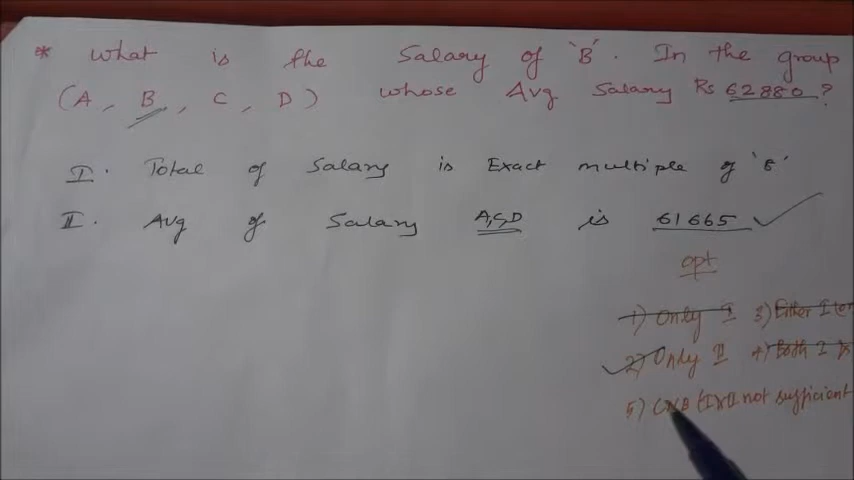 * What is the Salary of 'B'. In the group
(A, B, C, D) whose Avg Salary Rs 62880?
I. Total of Salary is Exact multiple of '6'
II. Avg of Salary A,C,D is 61665
opt
1) Only I 3) Either I (or
2) Only II 4) Both I &
5) (I) II not sufficient